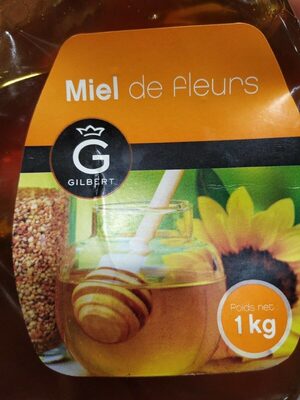 Miel de fleurs
G
GILBERT
Poids net :
1 kg